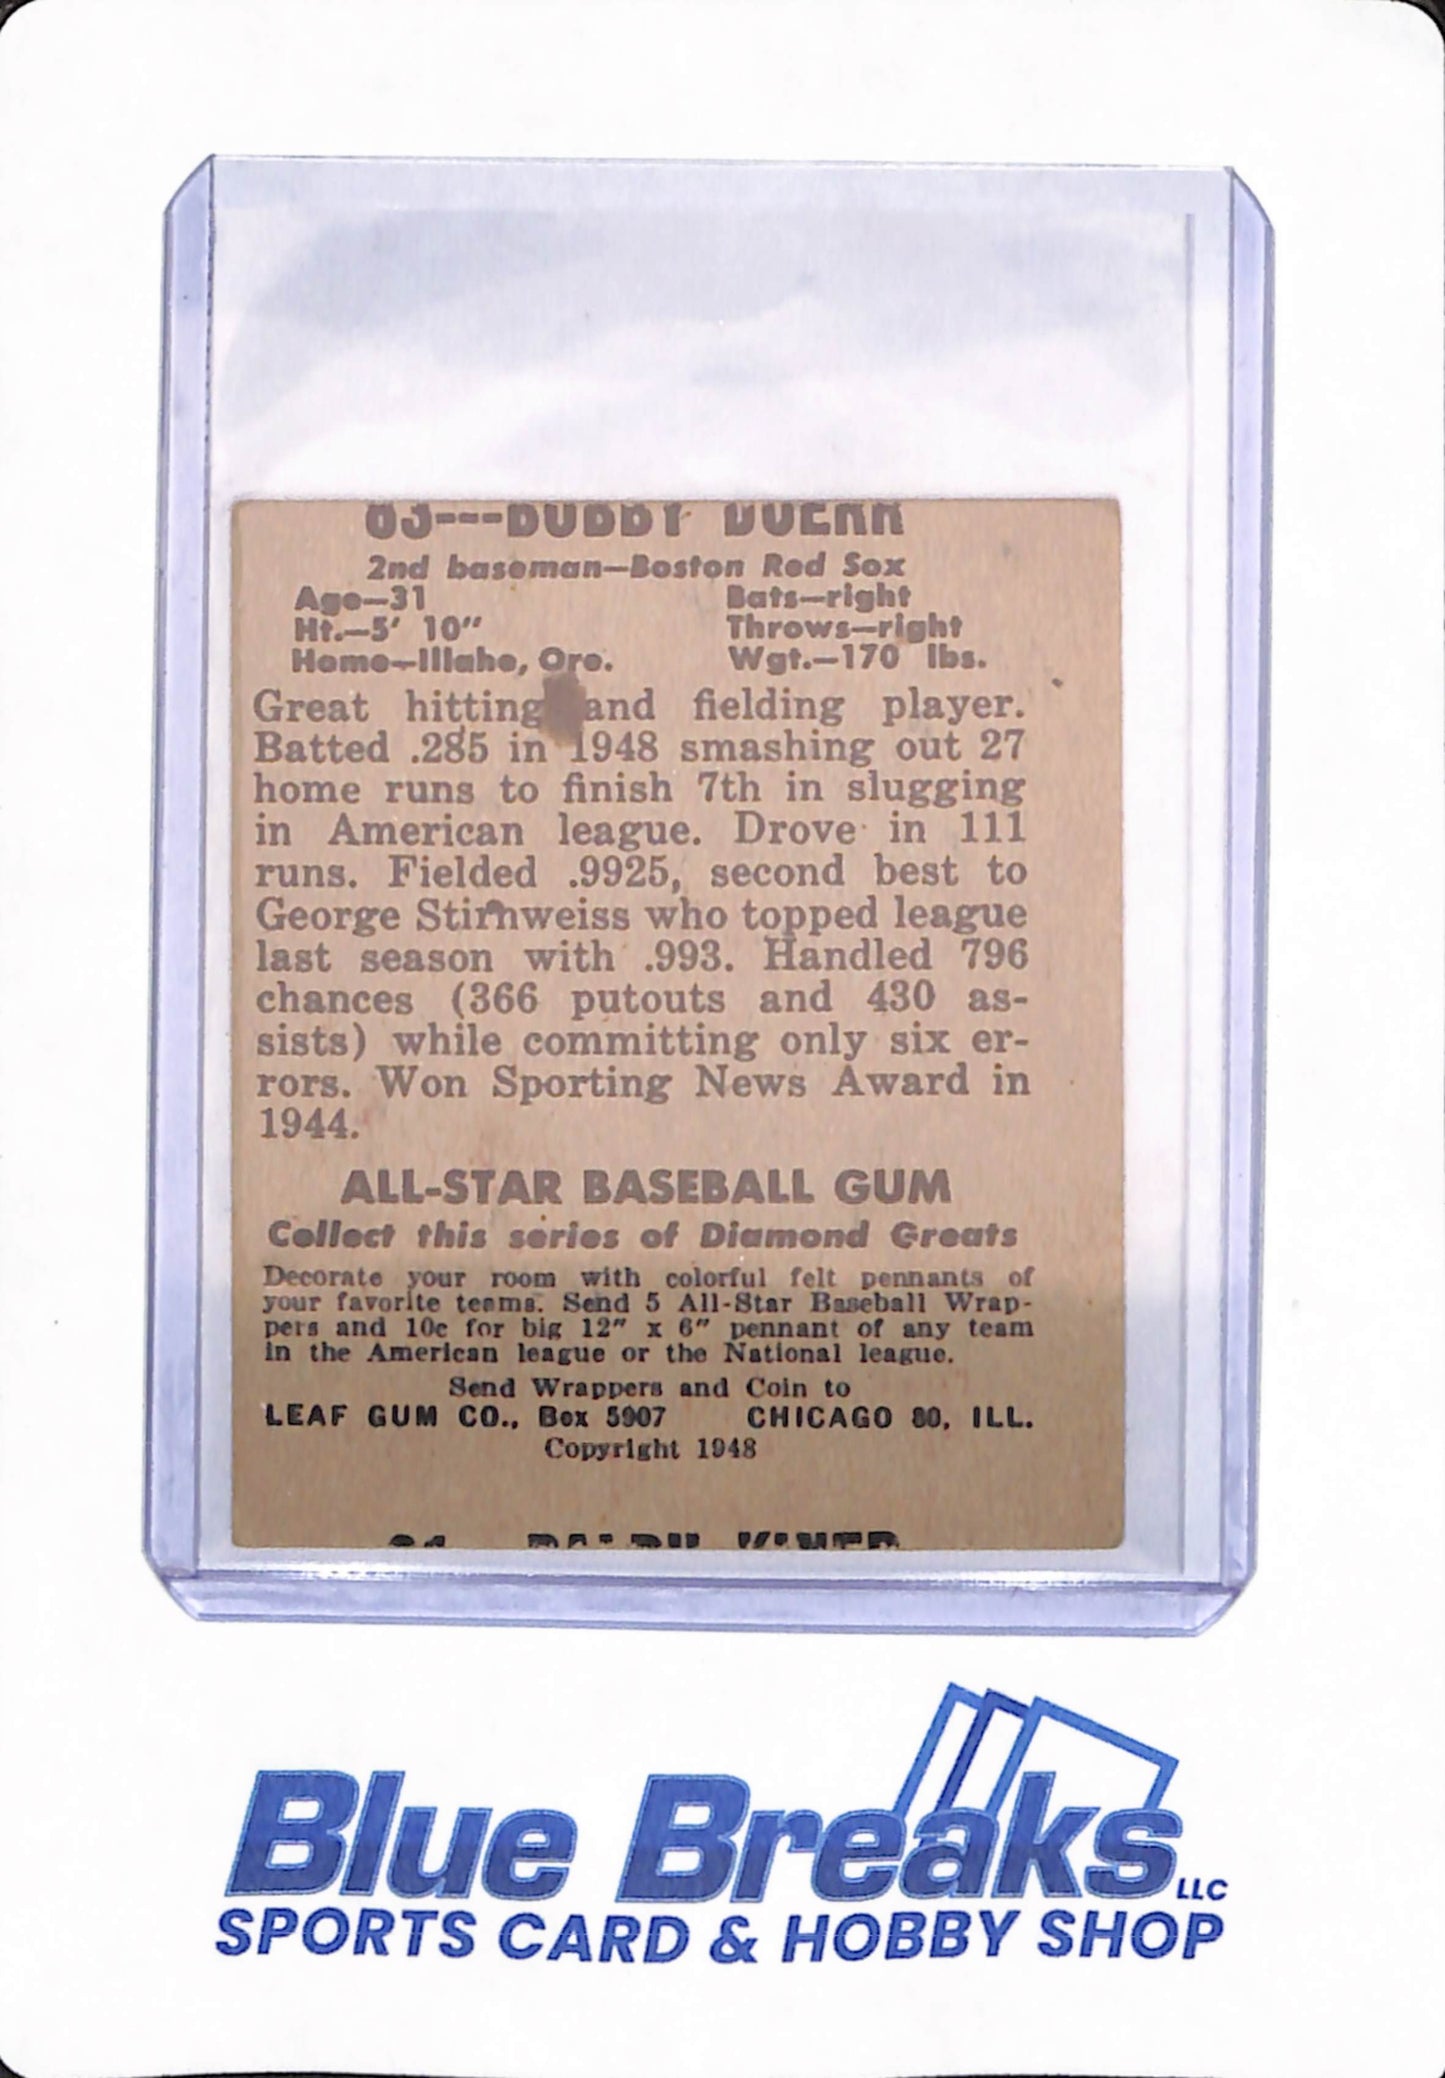 83---BOBBY DOERR
2nd baseman—Boston Red Sox
Age—31 Bats—right
Ht.—5' 10" Throws—right
Home—Illahe, Ore. Wgt.—170 lbs.
Great hitting and fielding player.
Batted .285 in 1948 smashing out 27
home runs to finish 7th in slugging
in American league. Drove in 111
runs. Fielded .9925, second best to
George Stirnweiss who topped league
last season with .993. Handled 796
chances (366 putouts and 430 as-
sists) while committing only six er-
rors. Won Sporting News Award in
1944.
ALL-STAR BASEBALL GUM
Collect this series of Diamond Greats
Decorate your room with colorful felt pennants of
your favorite teams. Send 5 All-Star Baseball Wrap-
pers and 10c for big 12" x 6" pennant of any team
in the American league or the National league.
Send Wrappers and Coin to
LEAF GUM CO., Box 5907 CHICAGO 80, ILL.
Copyright 1948
RALPH KINER
Blue Breaks LLC
SPORTS CARD & HOBBY SHOP